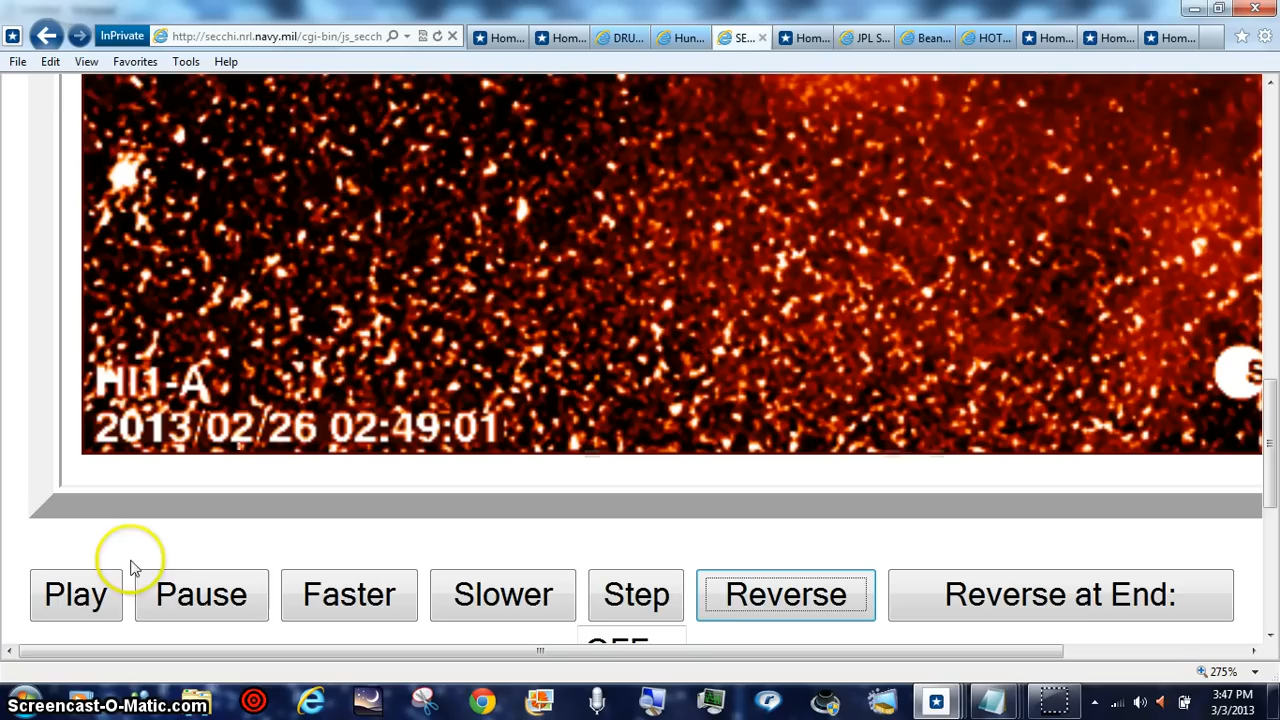 InPrivate
http://secchi.nrl.navy.mil/cgi-bin/js_secch
Hom...
Hom...
DRU...
Hun...
SE...
Hom...
JPL S...
Bean...
HOT...
Hom...
Hom...
Hom...
File Edit View Favorites Tools Help
S
HI1-A
2013/02/26 02:49:01
Play Pause Faster Slower Step Reverse Reverse at End:
OFF
275%
Screencast-O-Matic.com
3:47 PM
3/3/2013